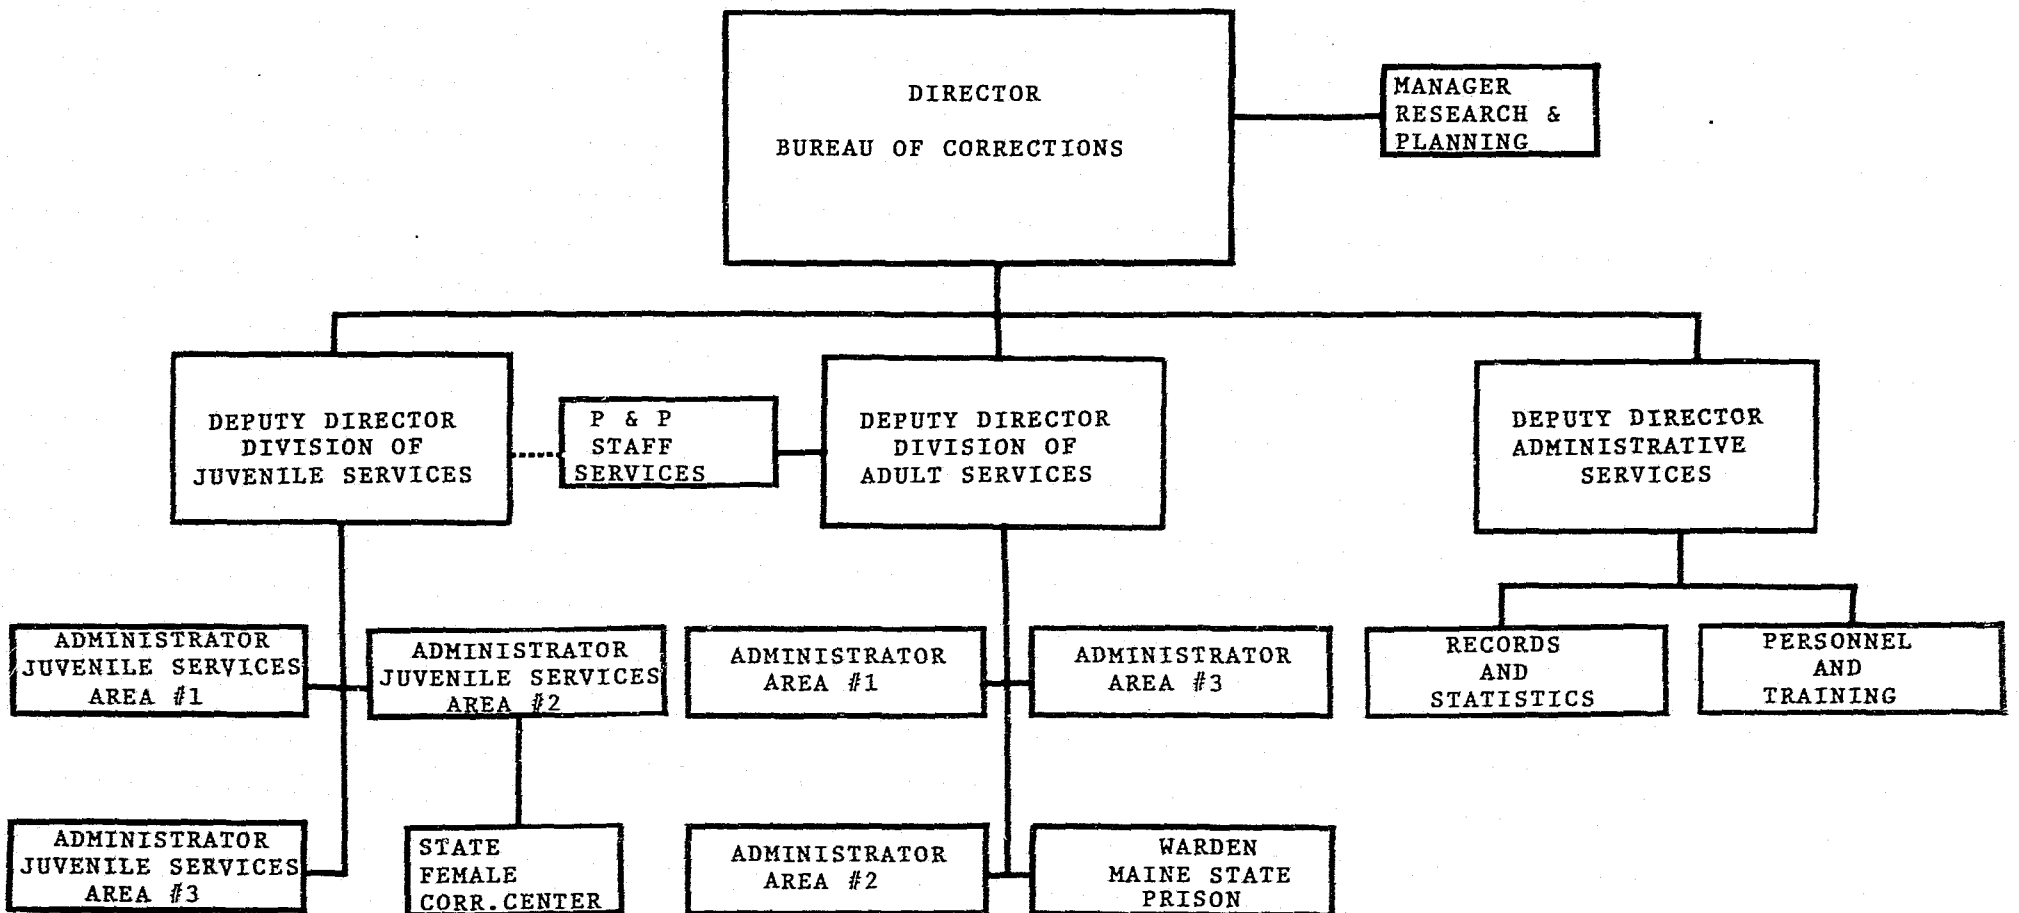 DIRECTOR
BUREAU OF CORRECTIONS
MANAGER
RESEARCH &
PLANNING
DEPUTY DIRECTOR
DIVISION OF
JUVENILE SERVICES
P & P
STAFF
SERVICES
DEPUTY DIRECTOR
DIVISION OF
ADULT SERVICES
DEPUTY DIRECTOR
ADMINISTRATIVE
SERVICES
ADMINISTRATOR
JUVENILE SERVICES
AREA #1
ADMINISTRATOR
JUVENILE SERVICES
AREA #2
ADMINISTRATOR
AREA #1
ADMINISTRATOR
AREA #3
RECORDS
AND
STATISTICS
PERSONNEL
AND
TRAINING
ADMINISTRATOR
JUVENILE SERVICES
AREA #3
STATE
FEMALE
CORR.CENTER
ADMINISTRATOR
AREA #2
WARDEN
MAINE STATE
PRISON